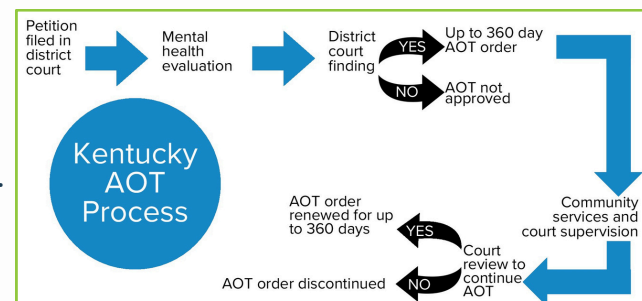 Petition
filed in
district
court
Mental
health
evaluation
District
court
finding
YES
Up to 360 day
AOT order
NO
AOT not
approved
Kentucky
AOT
Process
Community
services and
court supervision
Court
review to
continue
AOT
YES
AOT order
renewed for up
to 360 days
NO
AOT order discontinued